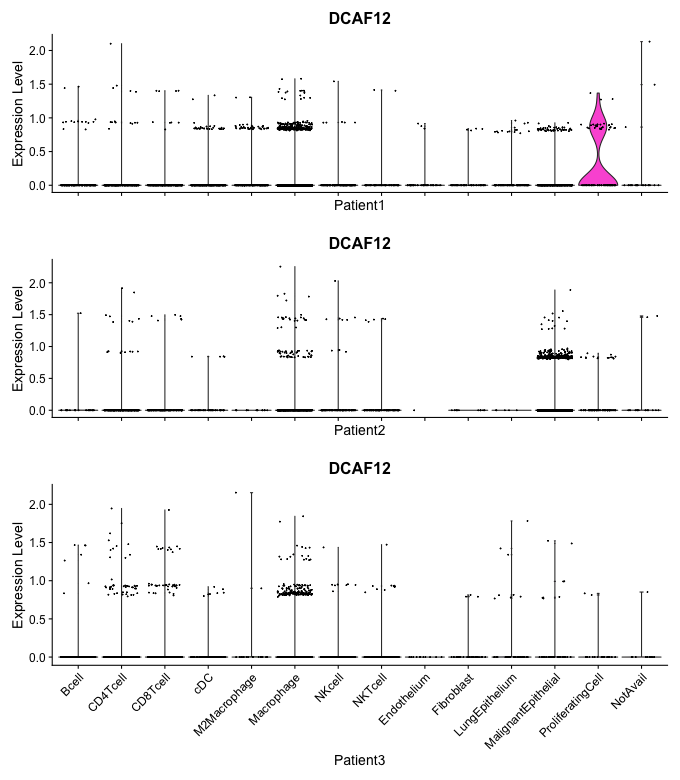 DCAF12
Expression Level
2.0
1.5
1.0
0.5
0.0
Patient1
DCAF12
Expression Level
2.0
1.5
1.0
0.5
0.0
Patient2
DCAF12
Expression Level
2.0
1.5
1.0
0.5
0.0
Bcell
CD4Tcell
CD8Tcell
cDC
M2Macrophage
Macrophage
NKcell
NKTcell
Endothelium
Fibroblast
LungEpithelium
MalignantEpithelial
ProliferatingCell
NotAvail
Patient3